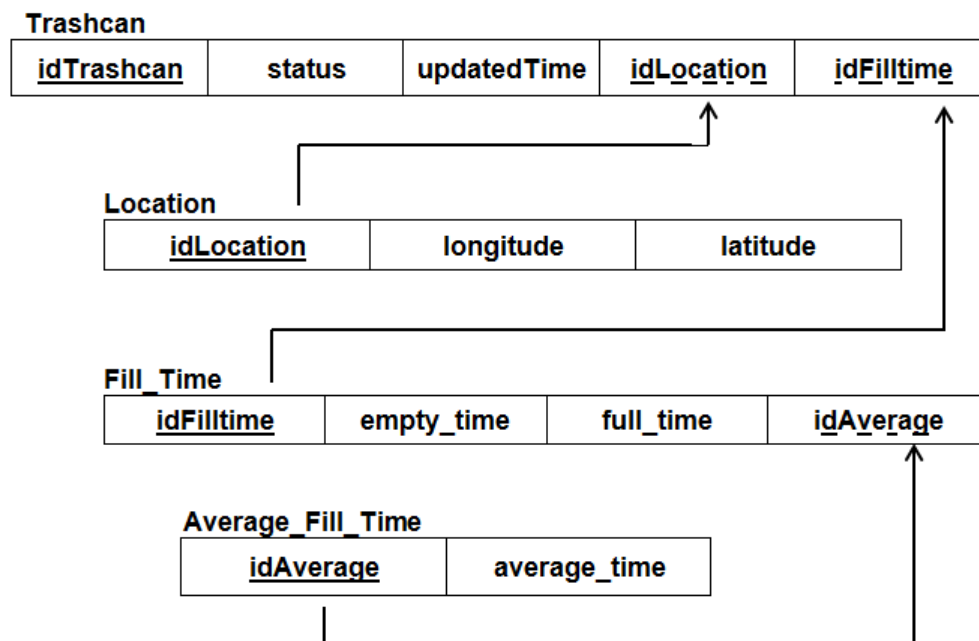 Trashcan
idTrashcan status updatedTime idLocation idFilltime
Location
idLocation longitude latitude
Fill_Time
idFilltime empty_time full_time idAverage
Average_Fill_Time
idAverage average_time